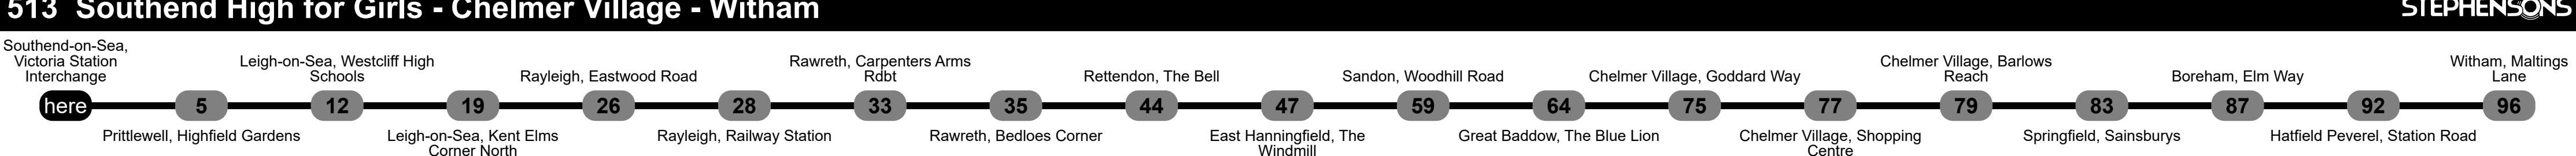 513 Southend High for Girls - Chelmer Village - Witham
STEPHENSONS
Southend-on-Sea,
Victoria Station
Interchange
here
5
Prittlewell, Highfield Gardens
Leigh-on-Sea, Westcliff High
Schools
12
19
Leigh-on-Sea, Kent Elms
Corner North
Rayleigh, Eastwood Road
26
28
Rayleigh, Railway Station
Rawreth, Carpenters Arms
Rdbt
33
35
Rawreth, Bedloes Corner
Rettendon, The Bell
44
47
East Hanningfield, The
Windmill
Sandon, Woodhill Road
59
64
Great Baddow, The Blue Lion
Chelmer Village, Goddard Way
75
77
Chelmer Village, Shopping
Centre
Chelmer Village, Barlows
Reach
79
83
Springfield, Sainsburys
Boreham, Elm Way
87
92
Hatfield Peverel, Station Road
Witham, Maltings
Lane
96